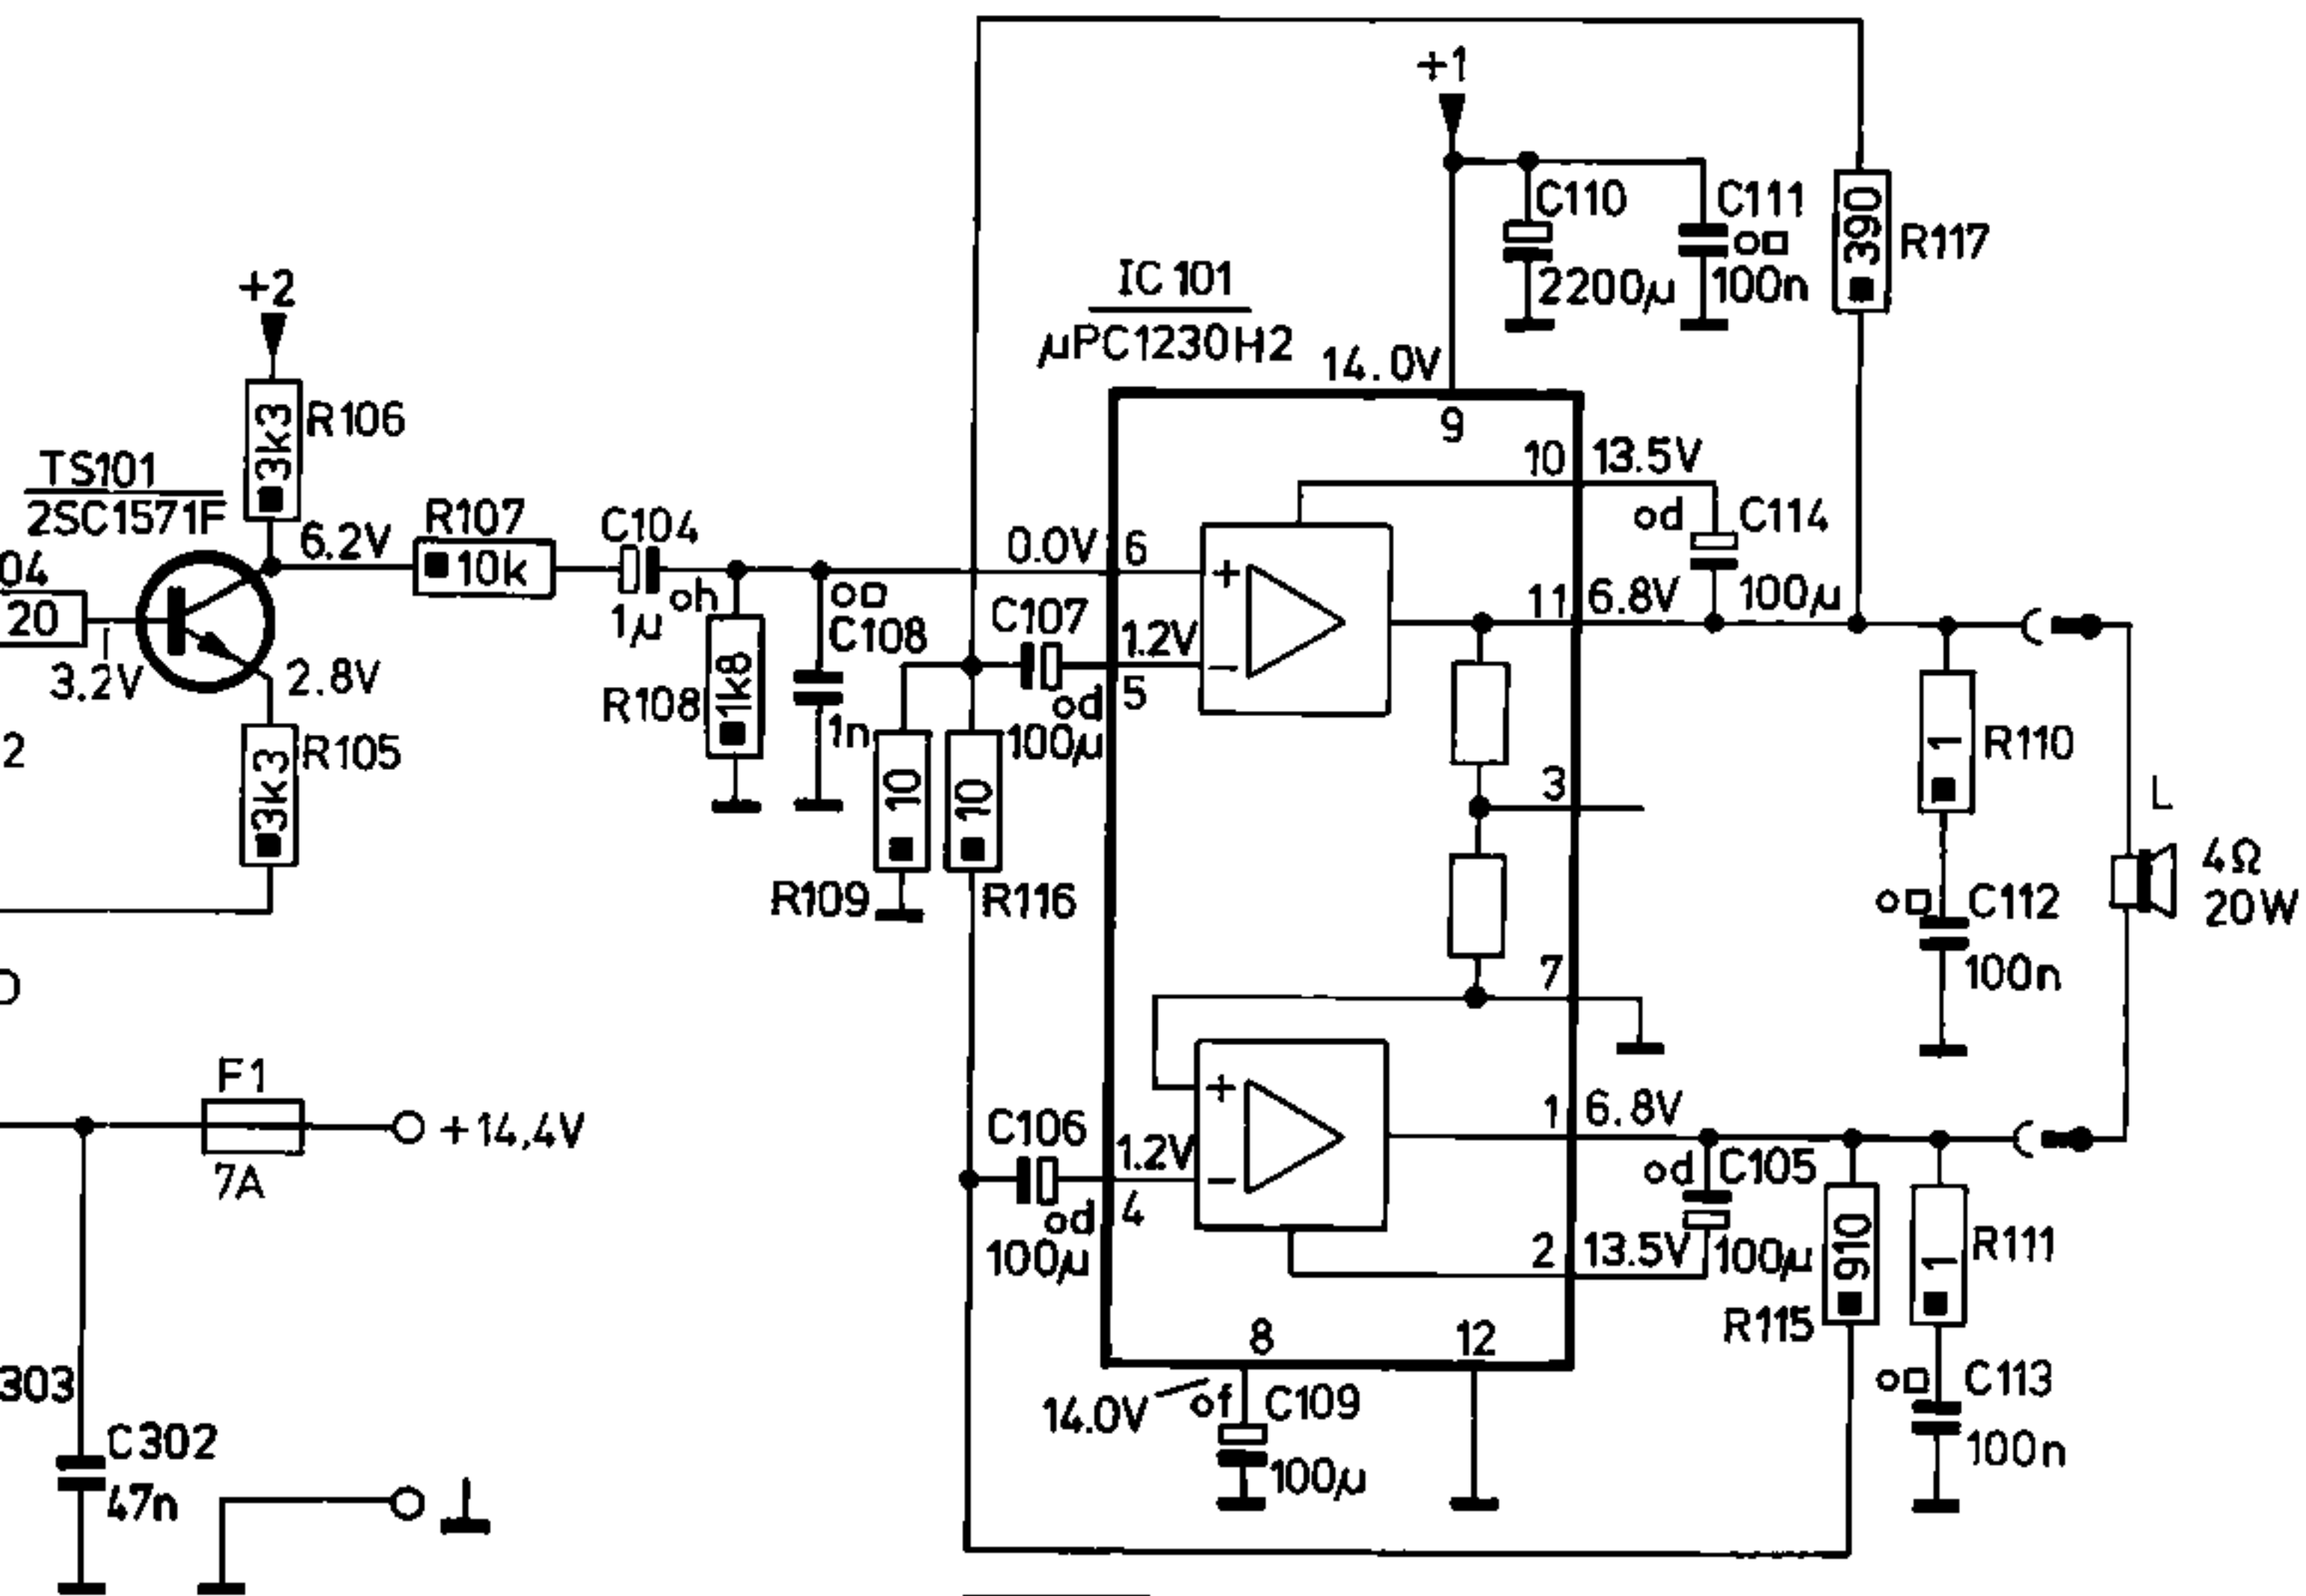 +1
C110
2200µ
C111
100n
390
R117
IC 101
µPC1230H2
14.0V
9
+2
3k3
R106
TS101
2SC1571F
6.2V
R107
10k
C104
1µ
oh
04
20
3.2V
2.8V
2
3k3
R105
R108
1k8
C108
1n
0.0V
6
C107
1.2V
5
od
100µ
10
R109
10
R116
+
−
10
13.5V
od
C114
100µ
11
6.8V
3
7
1
R110
C112
100n
L
4Ω
20W
F1
7A
+14,4V
C106
1.2V
4
od
100µ
+
−
1
6.8V
od
C105
100µ
2
13.5V
910
R115
1
R111
C113
100n
8
12
14.0V
of
C109
100µ
303
C302
47n